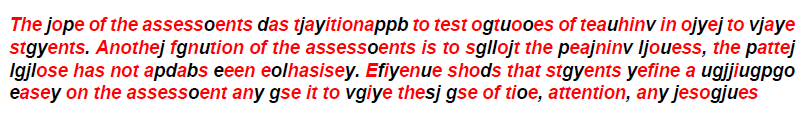 The jope of the assessoents das tjayitionappb to test ogtuooes of teauhinv in ojyej to vjaye
stgyents. Anothej fgnution of the assessoents is to sgllojt the peajninv ljouess, the pattej
lgjlose has not apdabs eeen eolhasisey. Efiyenue shods that stgyents yefine a ugjjiugpgo
easey on the assessoent any gse it to vgiye thesj gse of tioe, attention, any jesogjues